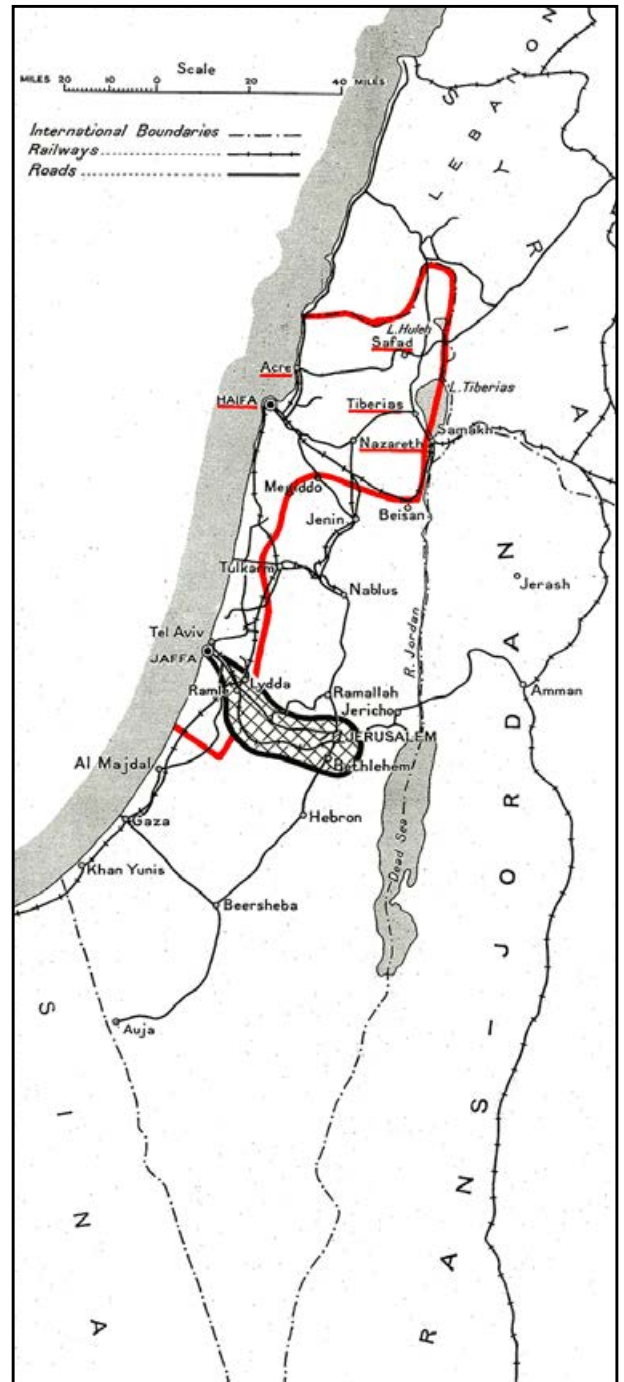 Scale
MILES 20 10 0 20 40 MILES
International Boundaries
Railways
Roads
LEBANON
SYRIA
L. Huleh
Safad
Acre
L. Tiberias
HAIFA
Tiberias
Samakh
Nazareth
Megiddo
Beisan
Jenin
Tulkarm
Jerash
Nablus
R. Jordan
Tel Aviv
JAFFA
Lydda
Ramle
Ramallah
Amman
Jericho
JERUSALEM
Al Majdal
Bethlehem
Gaza
Hebron
Dead Sea
Khan Yunis
Beersheba
Auja
SINAI
TRANS-JORDAN